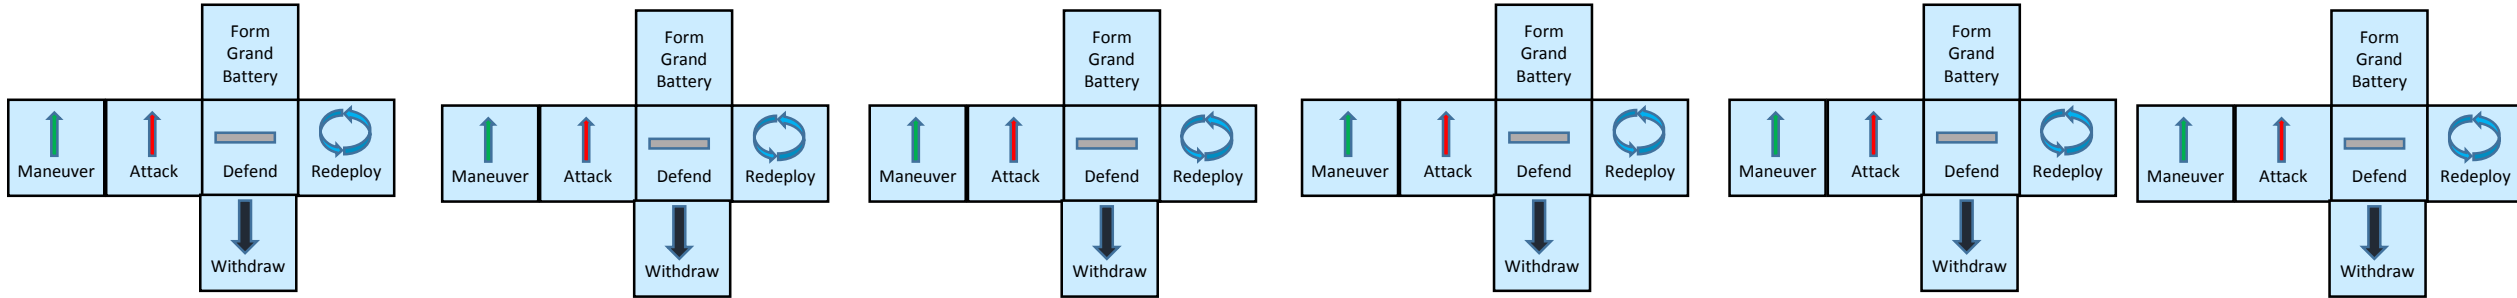 Form
Grand
Battery
Maneuver
Attack
Defend
Redeploy
Withdraw
Form
Grand
Battery
Maneuver
Attack
Defend
Redeploy
Withdraw
Form
Grand
Battery
Maneuver
Attack
Defend
Redeploy
Withdraw
Form
Grand
Battery
Maneuver
Attack
Defend
Redeploy
Withdraw
Form
Grand
Battery
Maneuver
Attack
Defend
Redeploy
Withdraw
Form
Grand
Battery
Maneuver
Attack
Defend
Redeploy
Withdraw